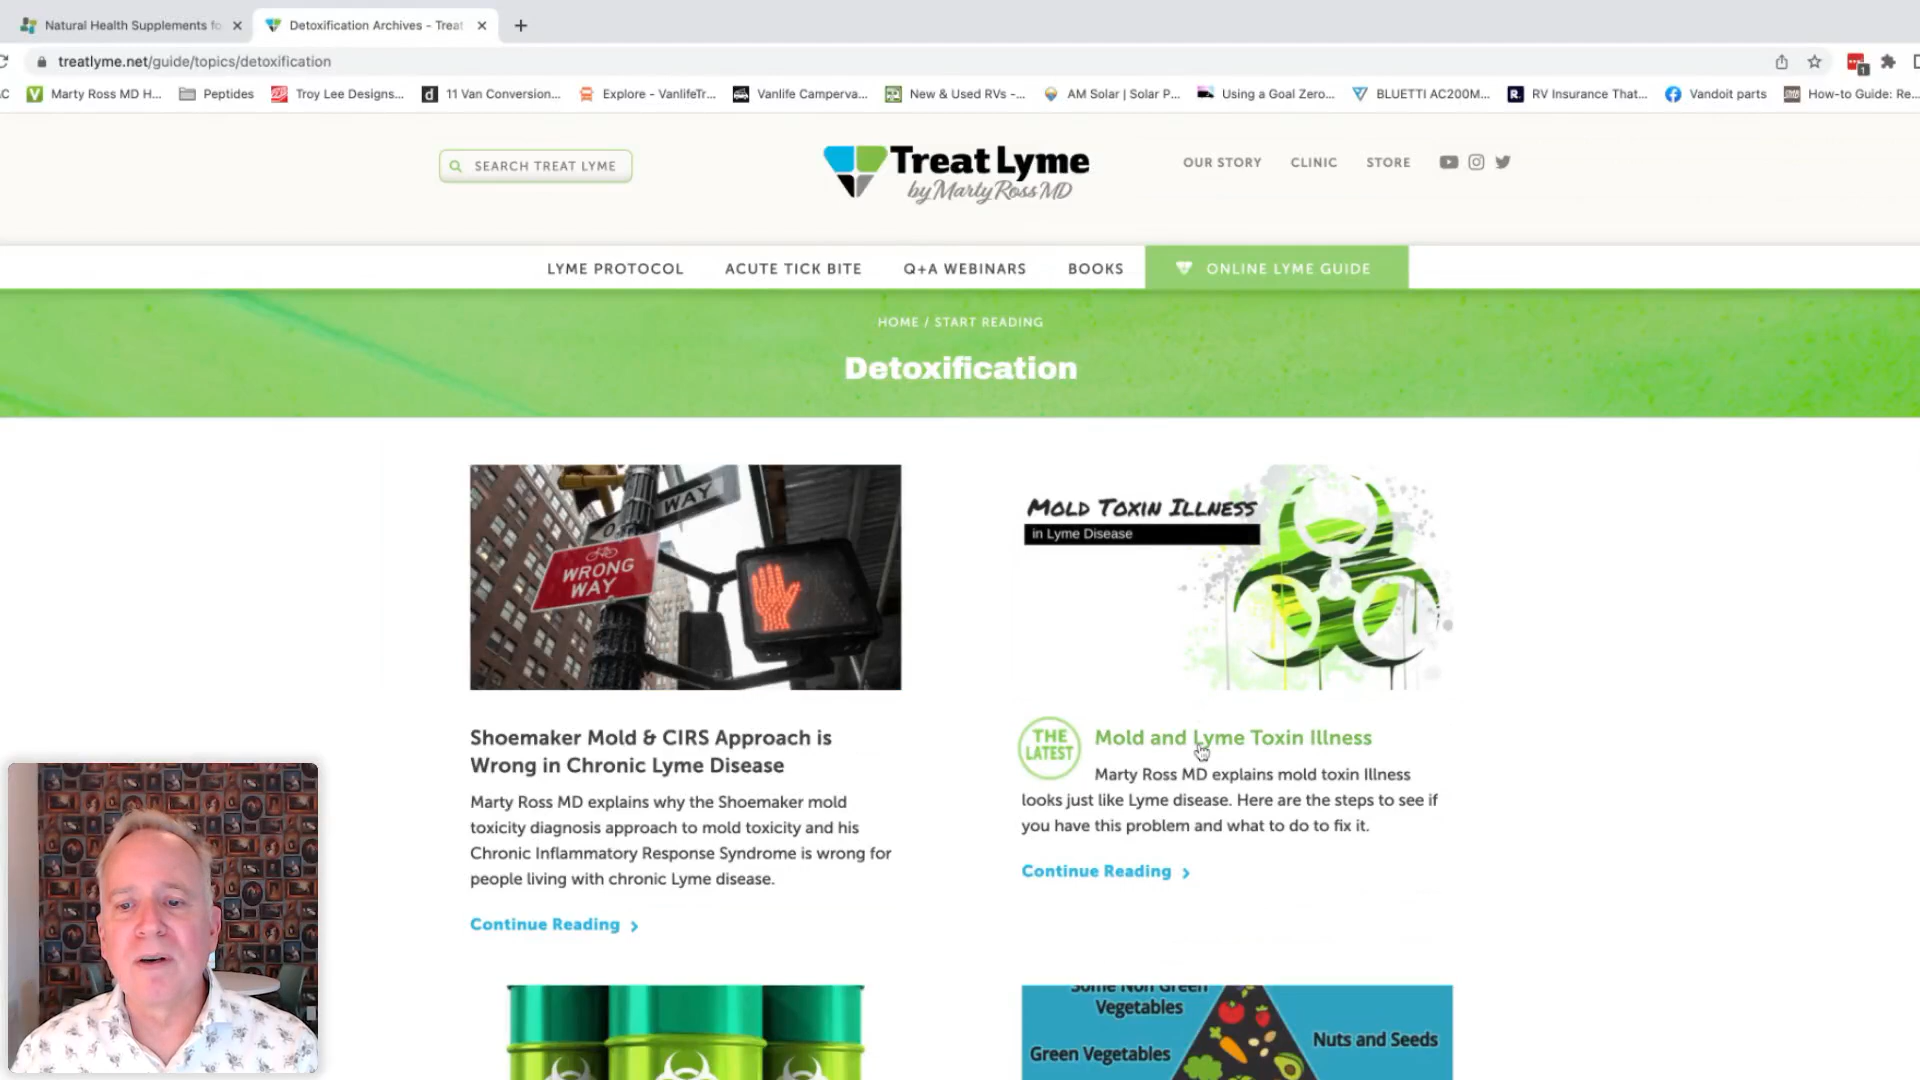 Natural Health Supplements fo
Detoxification Archives - Treat
treatlyme.net/guide/topics/detoxification
Marty Ross MD H...
Peptides
Troy Lee Designs...
11 Van Conversion...
Explore - VanlifeTr...
Vanlife Camperva...
New & Used RVs -...
AM Solar | Solar P...
Using a Goal Zero...
BLUETTI AC200M...
RV Insurance That...
Vandoit parts
How-to Guide: Re...
SEARCH TREAT LYME
Treat Lyme
by Marty Ross MD
OUR STORY
CLINIC
STORE
LYME PROTOCOL
ACUTE TICK BITE
Q+A WEBINARS
BOOKS
ONLINE LYME GUIDE
HOME / START READING
Detoxification
WAY
WRONG
WAY
Shoemaker Mold & CIRS Approach is
Wrong in Chronic Lyme Disease
Marty Ross MD explains why the Shoemaker mold
toxicity diagnosis approach to mold toxicity and his
Chronic Inflammatory Response Syndrome is wrong for
people living with chronic Lyme disease.
Continue Reading
MOLD TOXIN ILLNESS
in Lyme Disease
THE
LATEST
Mold and Lyme Toxin Illness
Marty Ross MD explains mold toxin Illness
looks just like Lyme disease. Here are the steps to see if
you have this problem and what to do to fix it.
Continue Reading
Some Non Green
Vegetables
Green Vegetables
Nuts and Seeds